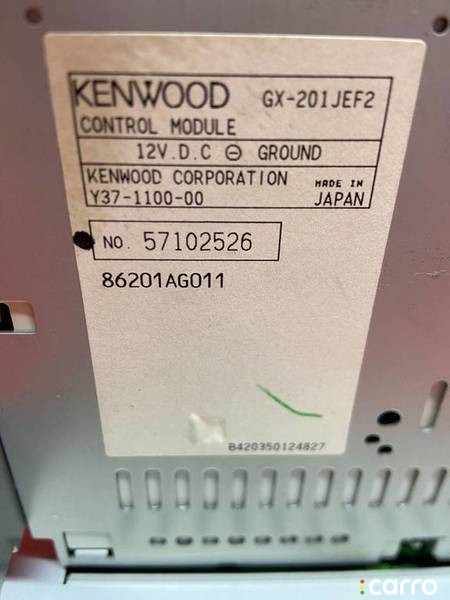 KENWOOD GX-201JEF2
CONTROL MODULE
12V.D.C ⊖ GROUND
KENWOOD CORPORATION
Y37-1100-00
MADE IN
JAPAN
NO. 57102526
86201AG011
B420350124827
carro